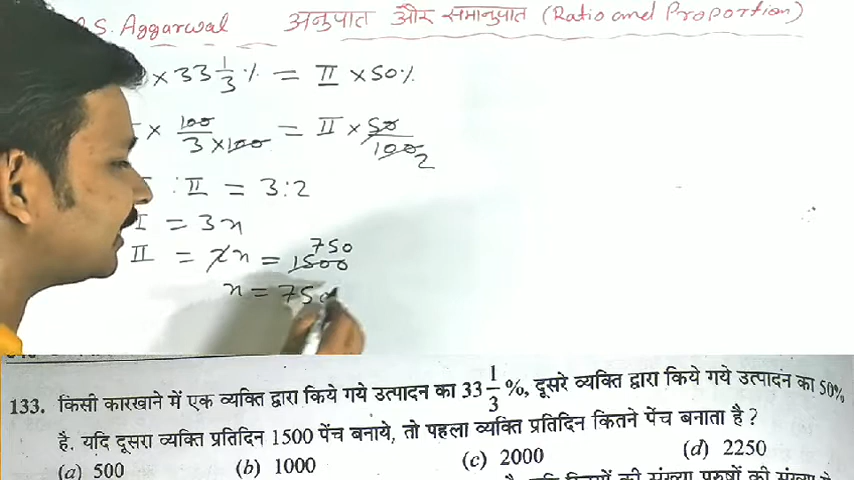 R.S. Aggarwal अनुपात और समानुपात (Ratio and Proportion)
× 33 1/3 % = II × 50%
× 100/3×100 = II × 50/100 2
: II = 3:2
I = 3x
II = 2x = 1500 750
x = 750
133. किसी कारखाने में एक व्यक्ति द्वारा किये गये उत्पादन का 33 1/3 %, दूसरे व्यक्ति द्वारा किये गये उत्पादन का 50%
है. यदि दूसरा व्यक्ति प्रतिदिन 1500 पेंच बनाये, तो पहला व्यक्ति प्रतिदिन कितने पेंच बनाता है ?
(a) 500 (b) 1000 (c) 2000 (d) 2250
की संख्या पुरुषों की संख्या